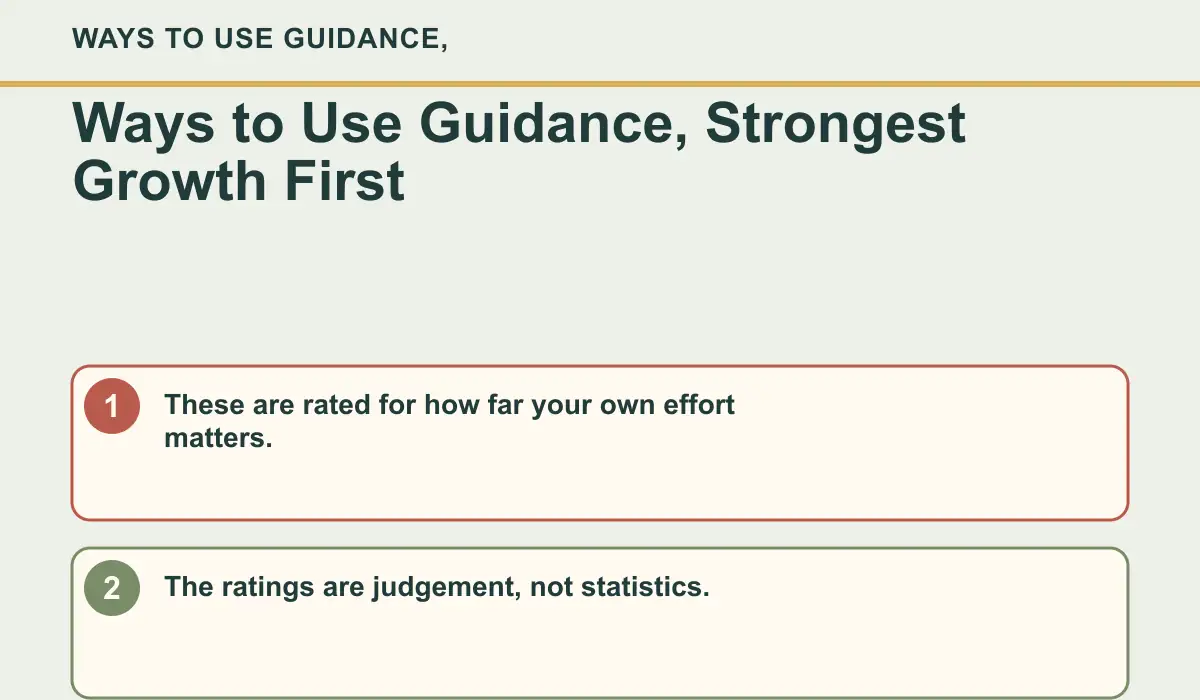 WAYS TO USE GUIDANCE,
Ways to Use Guidance, Strongest
Growth First
1
These are rated for how far your own effort
matters.
2
The ratings are judgement, not statistics.